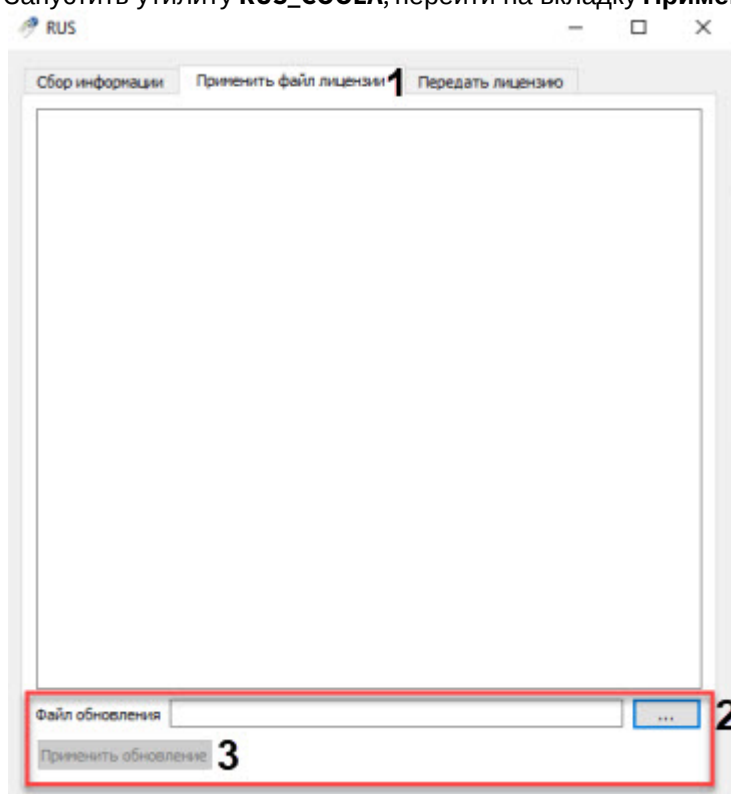 Запустить утилиту RUS_COOLA, перейти на вкладку Приме
RUS
Сбор информации Применить файл лицензии 1 Передать лицензию
Файл обновления ... 2
Применить обновление 3